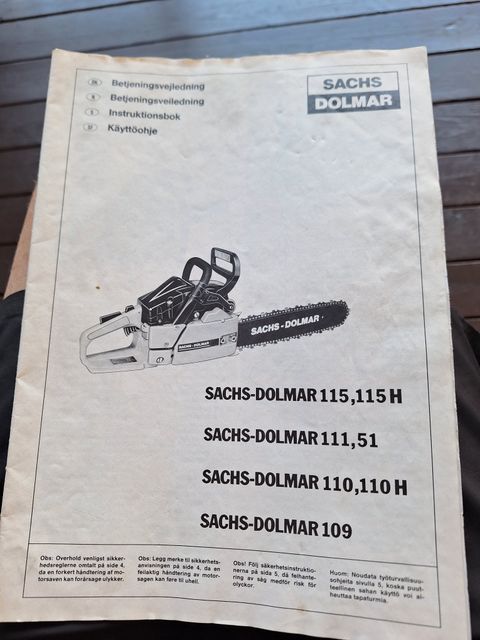 DK Betjeningsvejledning
N Betjeningsveiledning
S Instruktionsbok
SF Käyttöohje
SACHS
DOLMAR
SACHS-DOLMAR
SACHS-DOLMAR
SACHS-DOLMAR 115,115 H
SACHS-DOLMAR 111,51
SACHS-DOLMAR 110,110 H
SACHS-DOLMAR 109
Obs: Overhold venligst sikker-
hedsreglerne omtalt på side 4,
da en forkert håndtering af mo-
torsaven kan forårsage ulykker.
Obs: Legg merke til sikkerhets-
anvisningen på side 4, da en
feilaktig håndtering av motor-
sagen kan føre til uhell.
Obs! Följ säkerhetsinstruktio-
nerna på sida 5, då felhante-
ring av såg medför risk för
olyckor.
Huom: Noudata työturvallisuu-
sohjeita sivulla 5, koska puut-
teellinen sahan käyttö voi ai-
heuttaa tapaturmia.